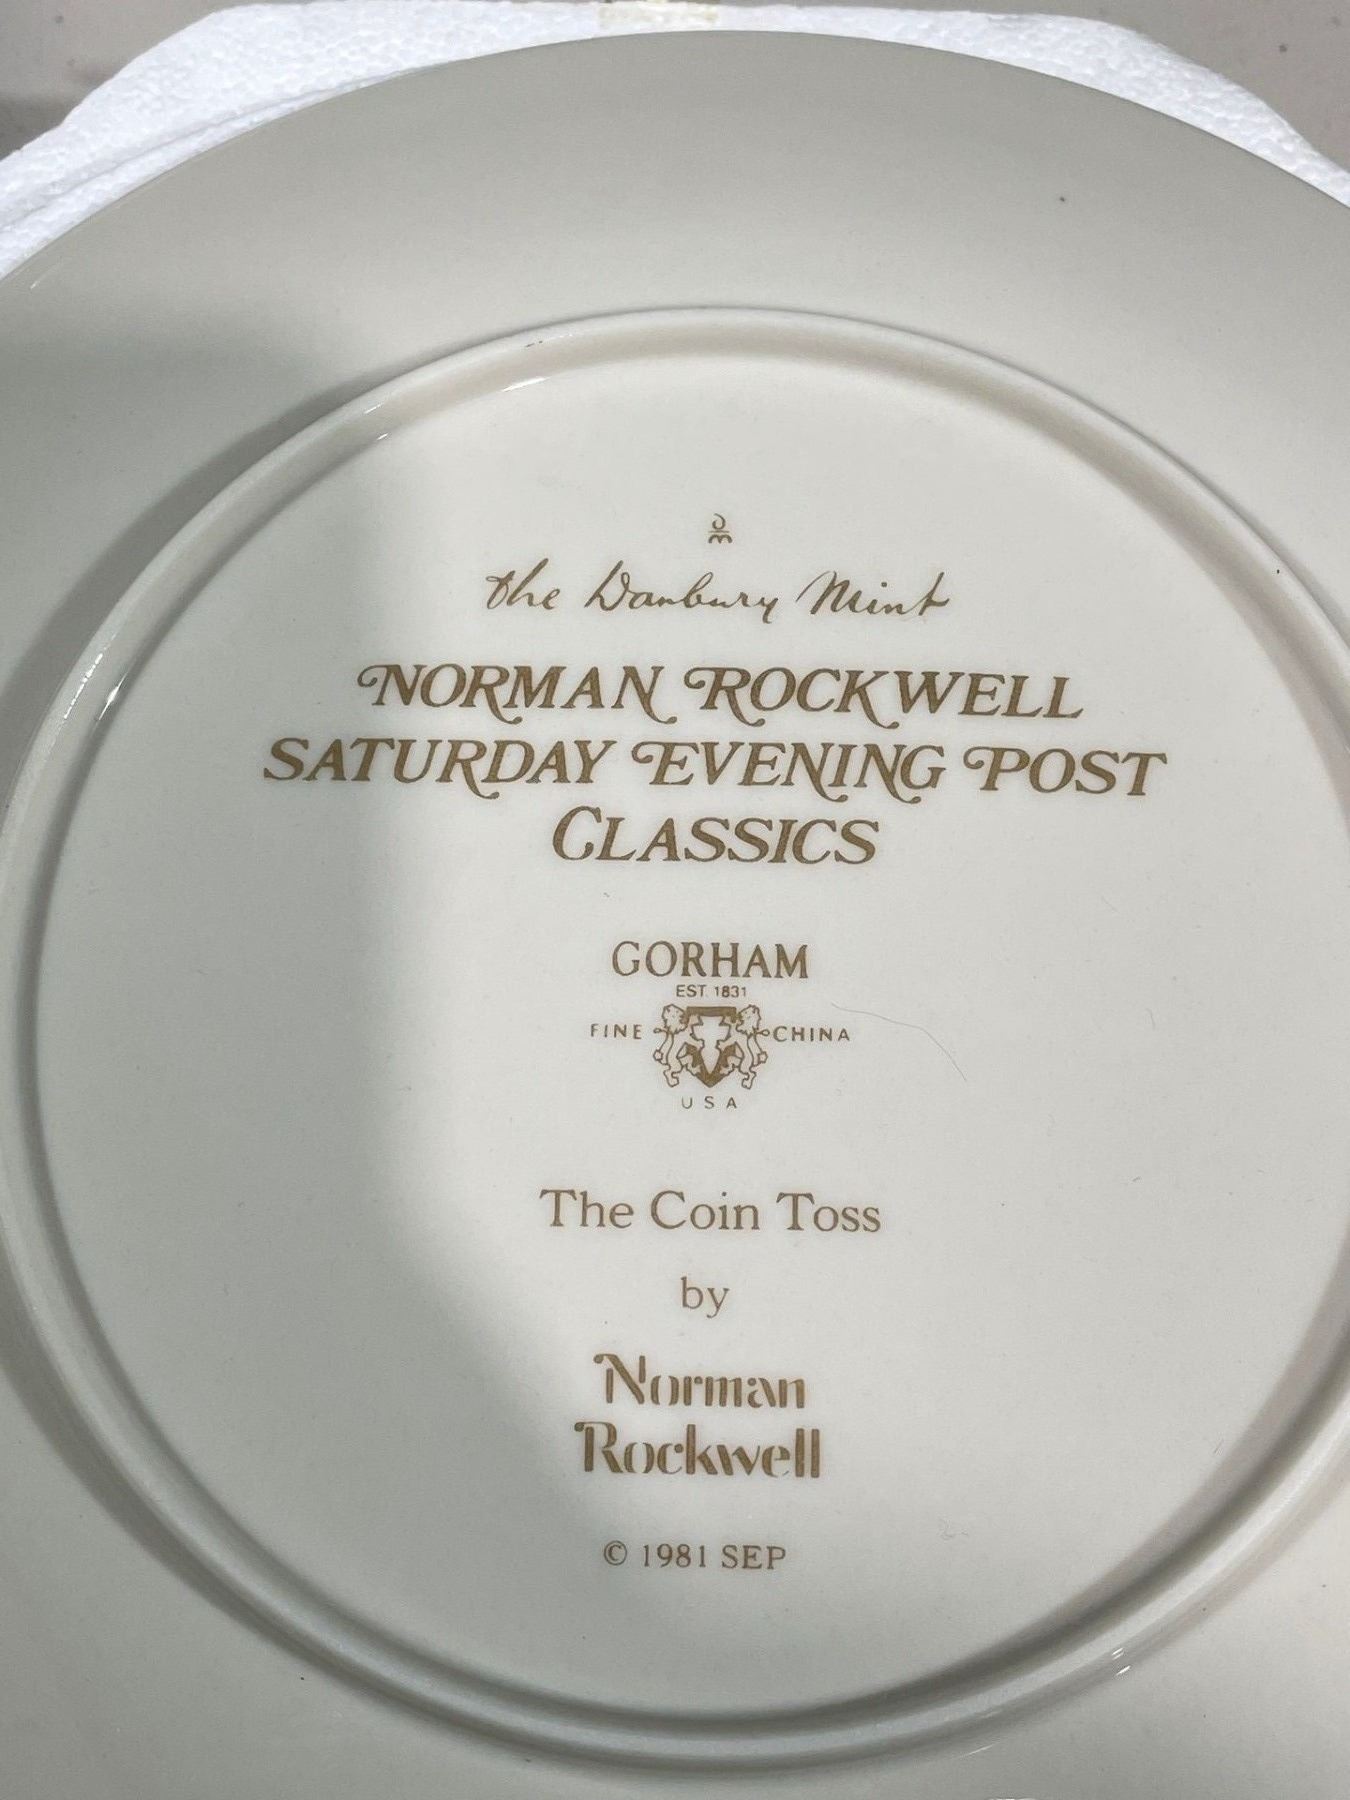 DM
the Danbury Mint
NORMAN ROCKWELL
SATURDAY EVENING POST
CLASSICS
GORHAM
EST. 1831
FINE CHINA
USA
The Coin Toss
by
Norman
Rockwell
© 1981 SEP